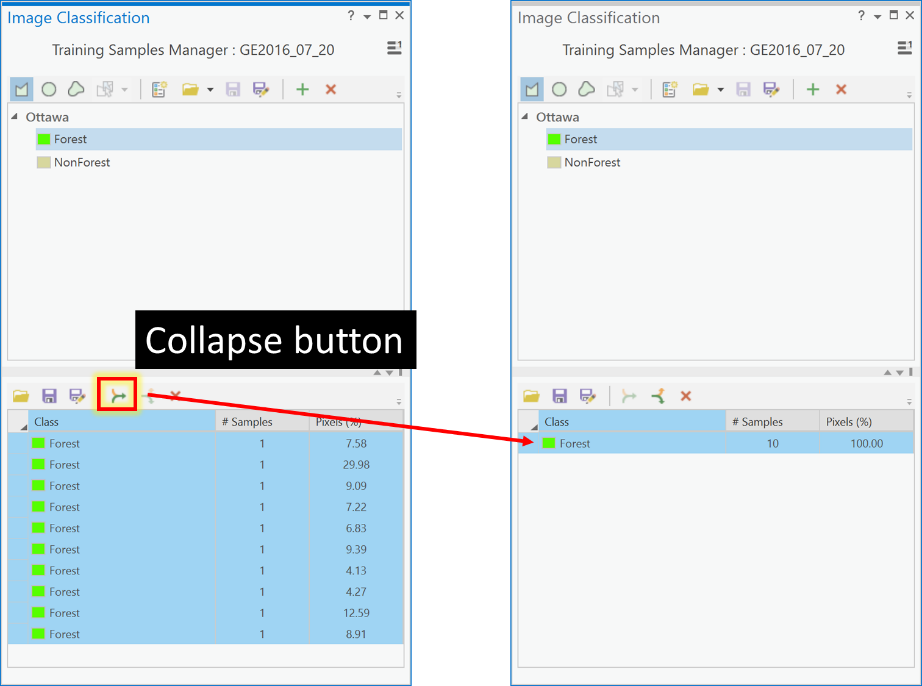 Image Classification
?
Training Samples Manager : GE2016_07_20
Ottawa
Forest
NonForest
Collapse button
Class # Samples Pixels (%)
Forest 1 7.58
Forest 1 29.98
Forest 1 9.09
Forest 1 7.22
Forest 1 6.83
Forest 1 9.39
Forest 1 4.13
Forest 1 4.27
Forest 1 12.59
Forest 1 8.91
Image Classification
?
Training Samples Manager : GE2016_07_20
Ottawa
Forest
NonForest
Class # Samples Pixels (%)
Forest 10 100.00